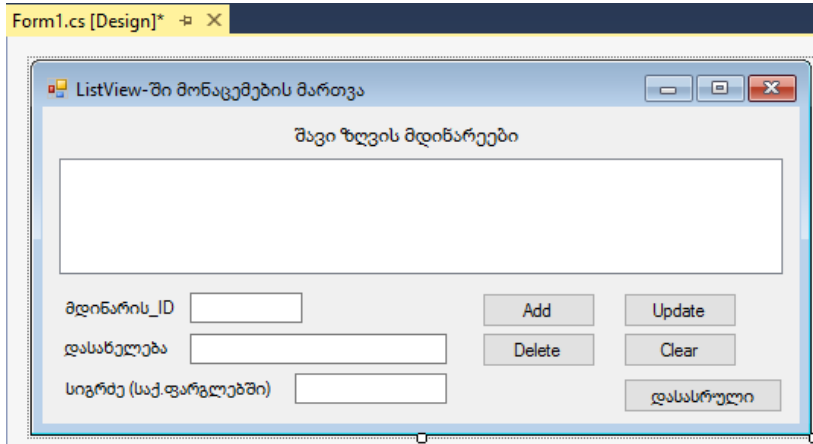 Form1.cs [Design]*
ListView-ში მონაცემების მართვა
შავი ზღვის მდინარეები
მდინარის_ID
Add
Update
დასახელება
Delete
Clear
სიგრძე (საქ.ფარგლებში)
დასასრული